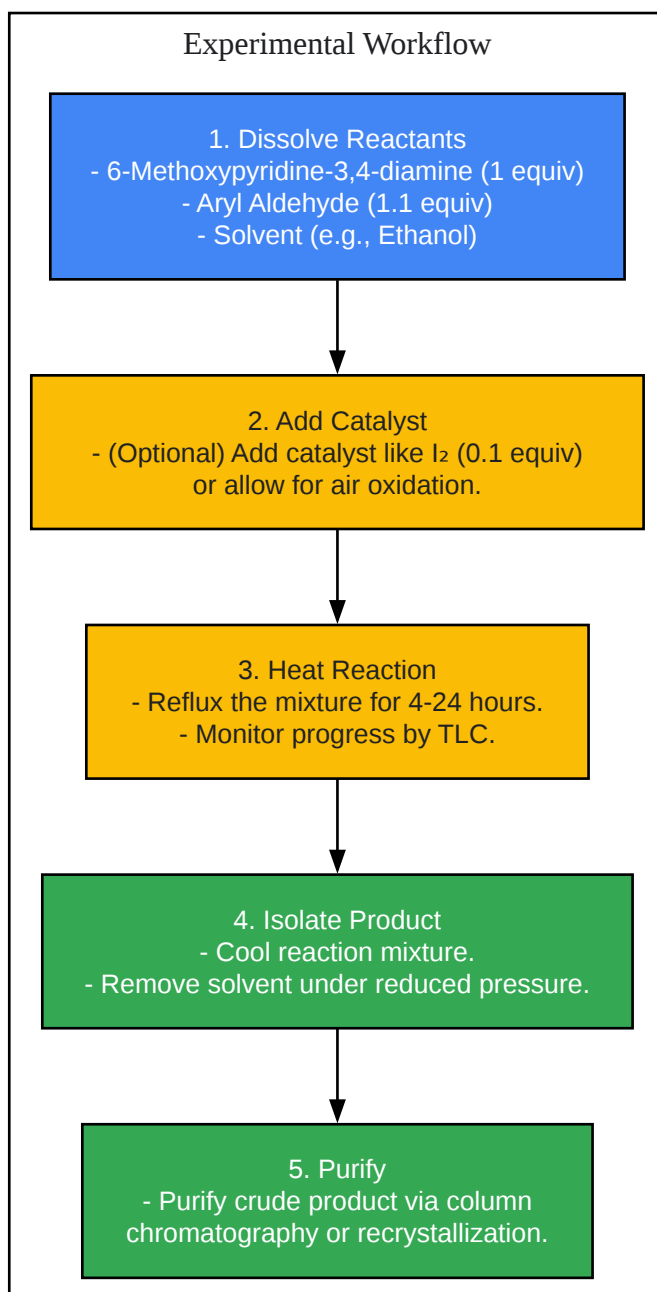 Experimental Workflow
1. Dissolve Reactants
- 6-Methoxypyridine-3,4-diamine (1 equiv)
- Aryl Aldehyde (1.1 equiv)
- Solvent (e.g., Ethanol)
2. Add Catalyst
- (Optional) Add catalyst like I₂ (0.1 equiv)
or allow for air oxidation.
3. Heat Reaction
- Reflux the mixture for 4-24 hours.
- Monitor progress by TLC.
4. Isolate Product
- Cool reaction mixture.
- Remove solvent under reduced pressure.
5. Purify
- Purify crude product via column
chromatography or recrystallization.